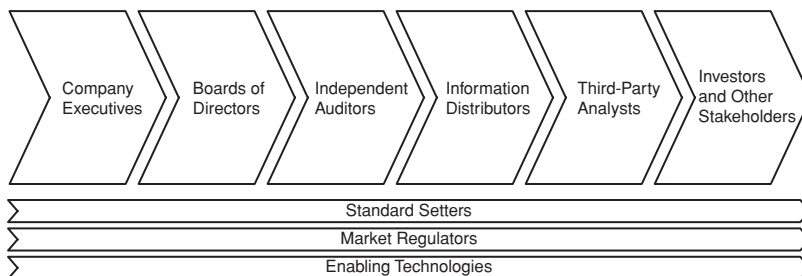 Company
Executives
Boards of
Directors
Independent
Auditors
Information
Distributors
Third-Party
Analysts
Investors
and Other
Stakeholders
Standard Setters
Market Regulators
Enabling Technologies